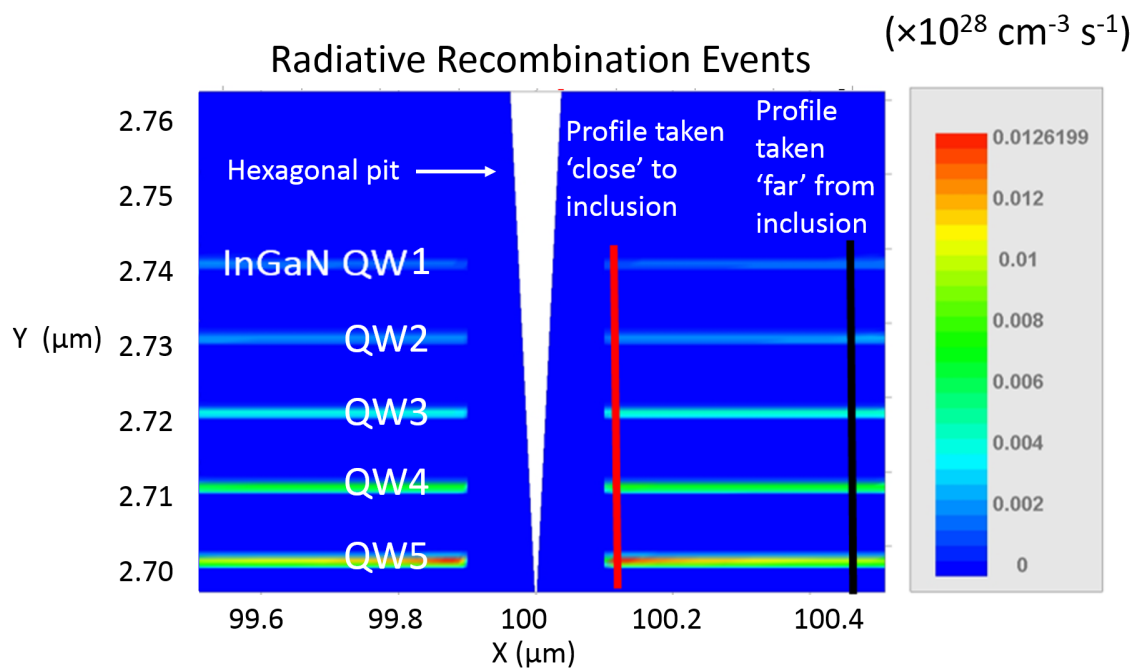 (×10²⁸ cm⁻³ s⁻¹)
Radiative Recombination Events
2.76
2.75
2.74
2.73
2.72
2.71
2.70
Y (μm)
Hexagonal pit
Profile taken
‘close’ to
inclusion
Profile
taken
‘far’ from
inclusion
InGaN QW1
QW2
QW3
QW4
QW5
99.6
99.8
100
100.2
100.4
X (μm)
0.0126199
0.012
0.01
0.008
0.006
0.004
0.002
0